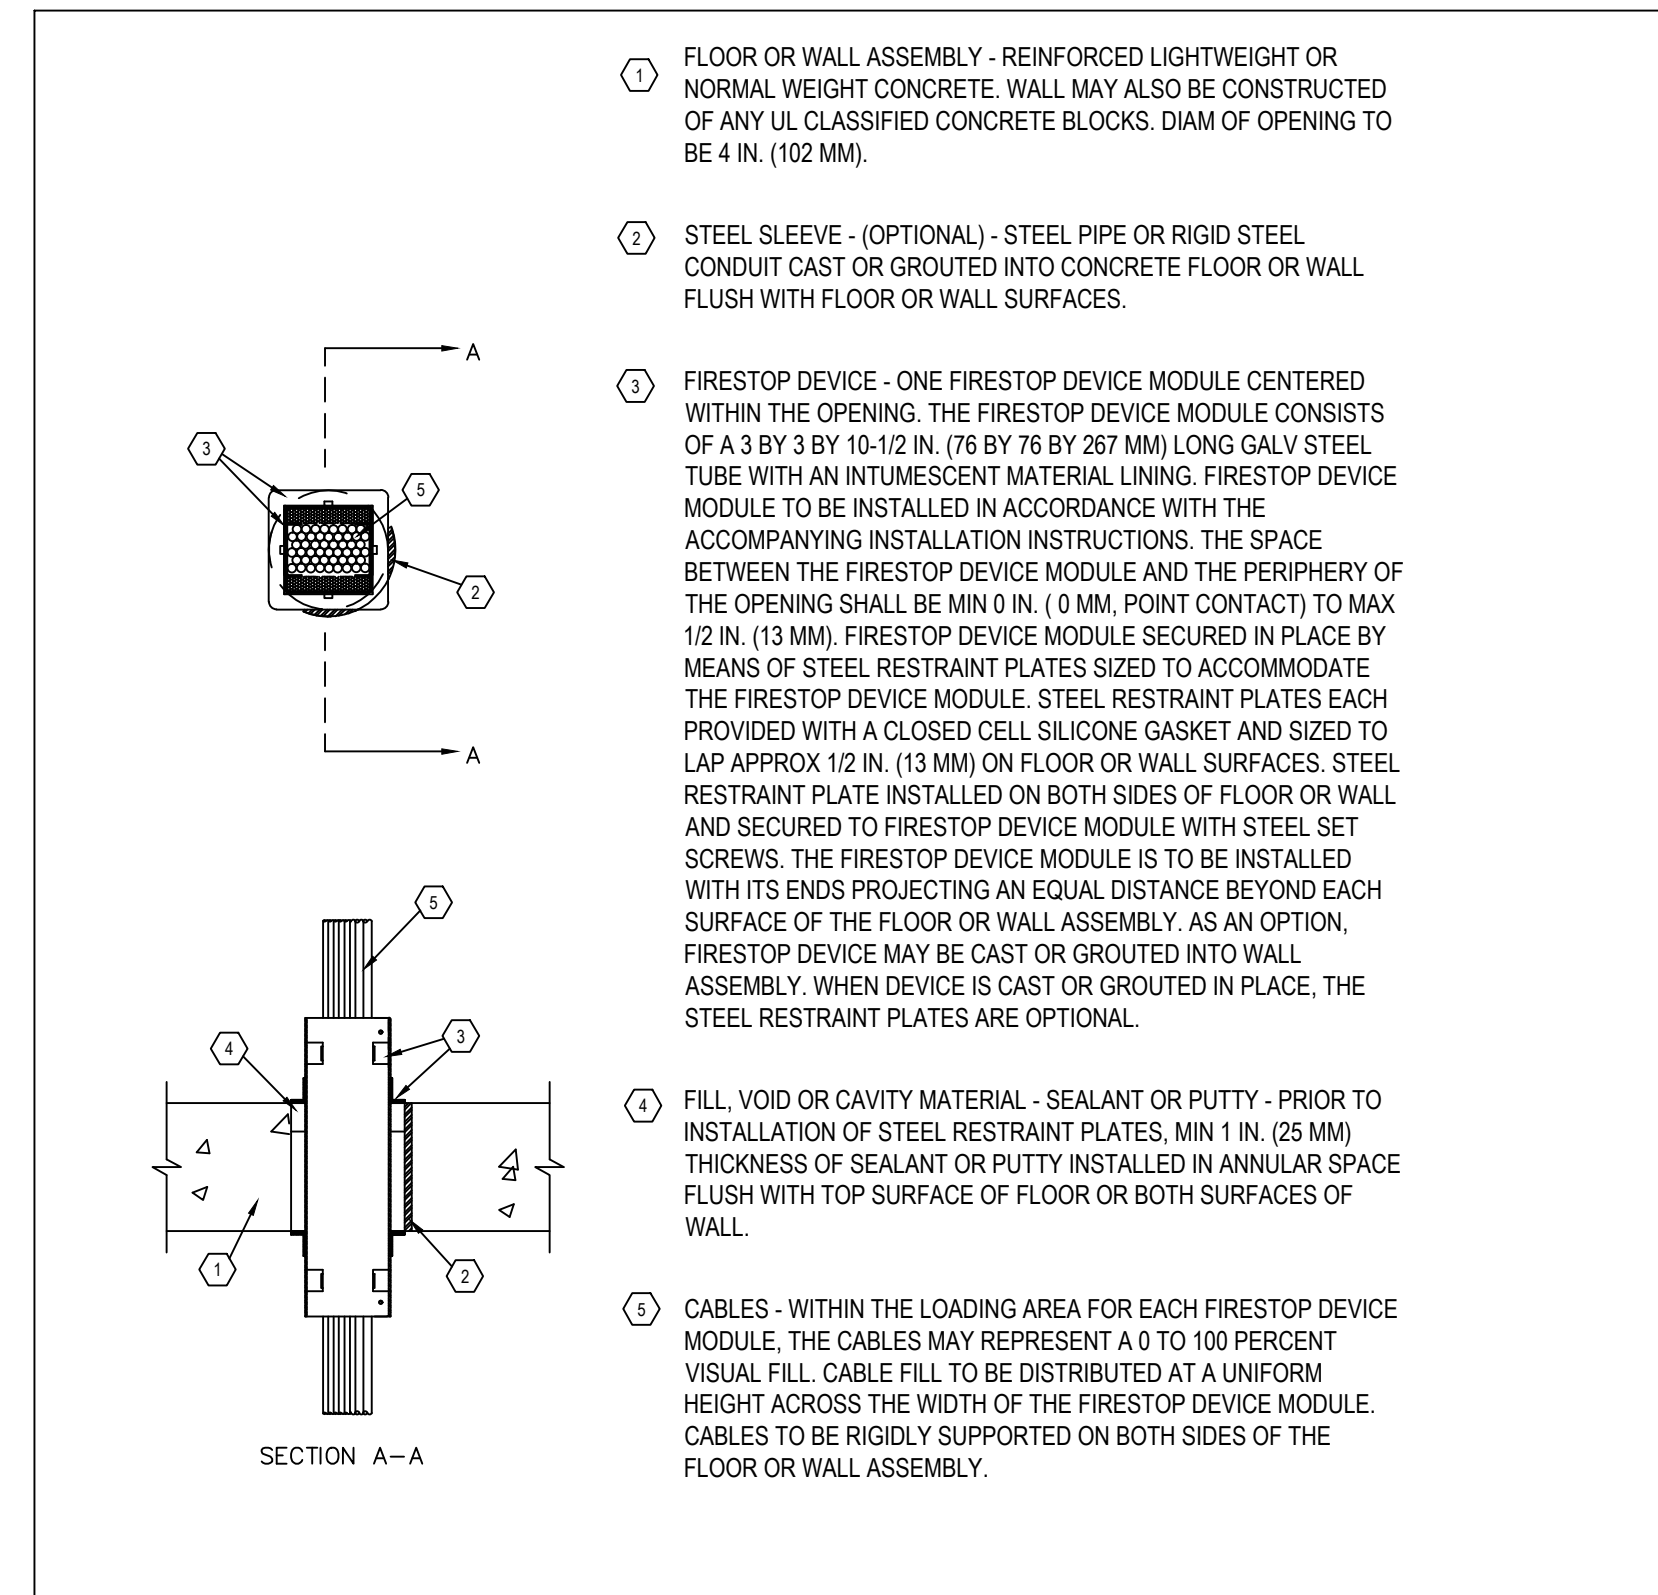 1
FLOOR OR WALL ASSEMBLY - REINFORCED LIGHTWEIGHT OR
NORMAL WEIGHT CONCRETE. WALL MAY ALSO BE CONSTRUCTED
OF ANY UL CLASSIFIED CONCRETE BLOCKS. DIAM OF OPENING TO
BE 4 IN. (102 MM).
2
STEEL SLEEVE - (OPTIONAL) - STEEL PIPE OR RIGID STEEL
CONDUIT CAST OR GROUTED INTO CONCRETE FLOOR OR WALL
FLUSH WITH FLOOR OR WALL SURFACES.
3
FIRESTOP DEVICE - ONE FIRESTOP DEVICE MODULE CENTERED
WITHIN THE OPENING. THE FIRESTOP DEVICE MODULE CONSISTS
OF A 3 BY 3 BY 10-1/2 IN. (76 BY 76 BY 267 MM) LONG GALV STEEL
TUBE WITH AN INTUMESCENT MATERIAL LINING. FIRESTOP DEVICE
MODULE TO BE INSTALLED IN ACCORDANCE WITH THE
ACCOMPANYING INSTALLATION INSTRUCTIONS. THE SPACE
BETWEEN THE FIRESTOP DEVICE MODULE AND THE PERIPHERY OF
THE OPENING SHALL BE MIN 0 IN. ( 0 MM, POINT CONTACT) TO MAX
1/2 IN. (13 MM). FIRESTOP DEVICE MODULE SECURED IN PLACE BY
MEANS OF STEEL RESTRAINT PLATES SIZED TO ACCOMMODATE
THE FIRESTOP DEVICE MODULE. STEEL RESTRAINT PLATES EACH
PROVIDED WITH A CLOSED CELL SILICONE GASKET AND SIZED TO
LAP APPROX 1/2 IN. (13 MM) ON FLOOR OR WALL SURFACES. STEEL
RESTRAINT PLATE INSTALLED ON BOTH SIDES OF FLOOR OR WALL
AND SECURED TO FIRESTOP DEVICE MODULE WITH STEEL SET
SCREWS. THE FIRESTOP DEVICE MODULE IS TO BE INSTALLED
WITH ITS ENDS PROJECTING AN EQUAL DISTANCE BEYOND EACH
SURFACE OF THE FLOOR OR WALL ASSEMBLY. AS AN OPTION,
FIRESTOP DEVICE MAY BE CAST OR GROUTED INTO WALL
ASSEMBLY. WHEN DEVICE IS CAST OR GROUTED IN PLACE, THE
STEEL RESTRAINT PLATES ARE OPTIONAL.
4
FILL, VOID OR CAVITY MATERIAL - SEALANT OR PUTTY - PRIOR TO
INSTALLATION OF STEEL RESTRAINT PLATES, MIN 1 IN. (25 MM)
THICKNESS OF SEALANT OR PUTTY INSTALLED IN ANNULAR SPACE
FLUSH WITH TOP SURFACE OF FLOOR OR BOTH SURFACES OF
WALL.
5
CABLES - WITHIN THE LOADING AREA FOR EACH FIRESTOP DEVICE
MODULE, THE CABLES MAY REPRESENT A 0 TO 100 PERCENT
VISUAL FILL. CABLE FILL TO BE DISTRIBUTED AT A UNIFORM
HEIGHT ACROSS THE WIDTH OF THE FIRESTOP DEVICE MODULE.
CABLES TO BE RIGIDLY SUPPORTED ON BOTH SIDES OF THE
FLOOR OR WALL ASSEMBLY.
A
3
5
2
A
5
4
3
1
2
SECTION A-A